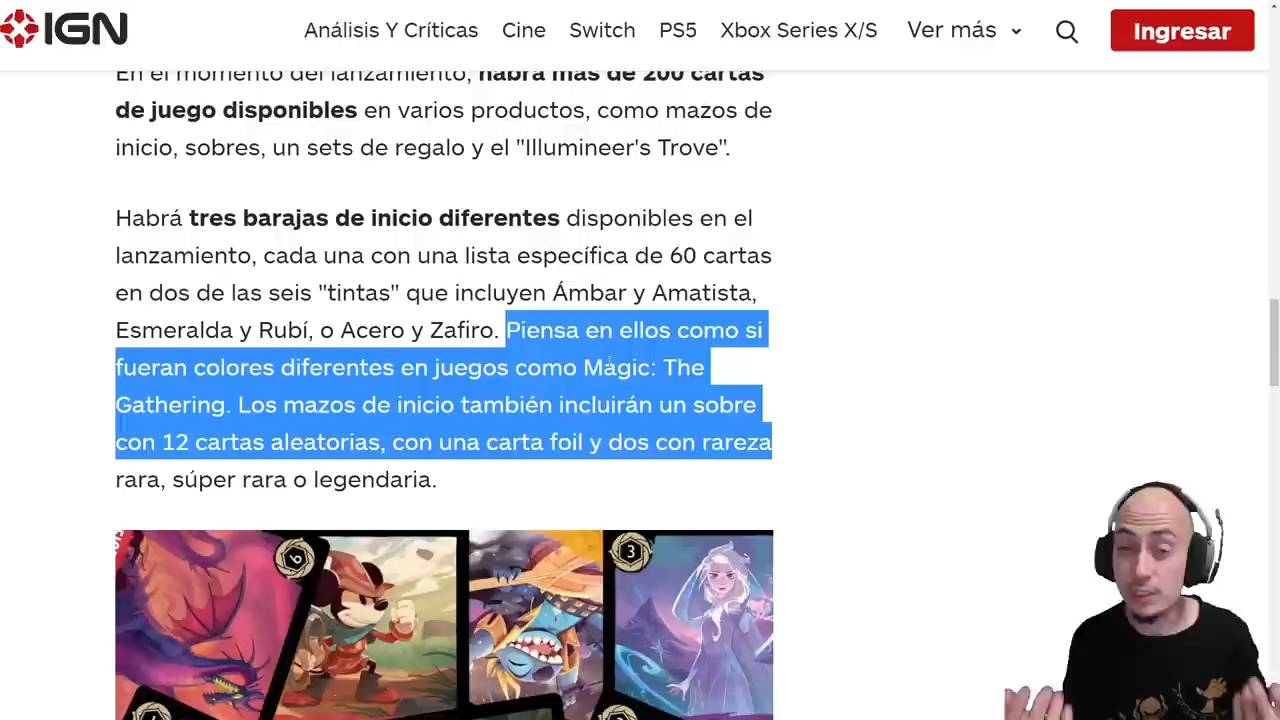 IGN
Análisis Y Críticas Cine Switch PS5 Xbox Series X/S Ver más Ingresar
En el momento del lanzamiento, habrá más de 200 cartas
de juego disponibles en varios productos, como mazos de
inicio, sobres, un sets de regalo y el "Illumineer's Trove".
Habrá tres barajas de inicio diferentes disponibles en el
lanzamiento, cada una con una lista específica de 60 cartas
en dos de las seis "tintas" que incluyen Ámbar y Amatista,
Esmeralda y Rubí, o Acero y Zafiro. Piensa en ellos como si
fueran colores diferentes en juegos como Magic: The
Gathering. Los mazos de inicio también incluirán un sobre
con 12 cartas aleatorias, con una carta foil y dos con rareza
rara, súper rara o legendaria.
6
3